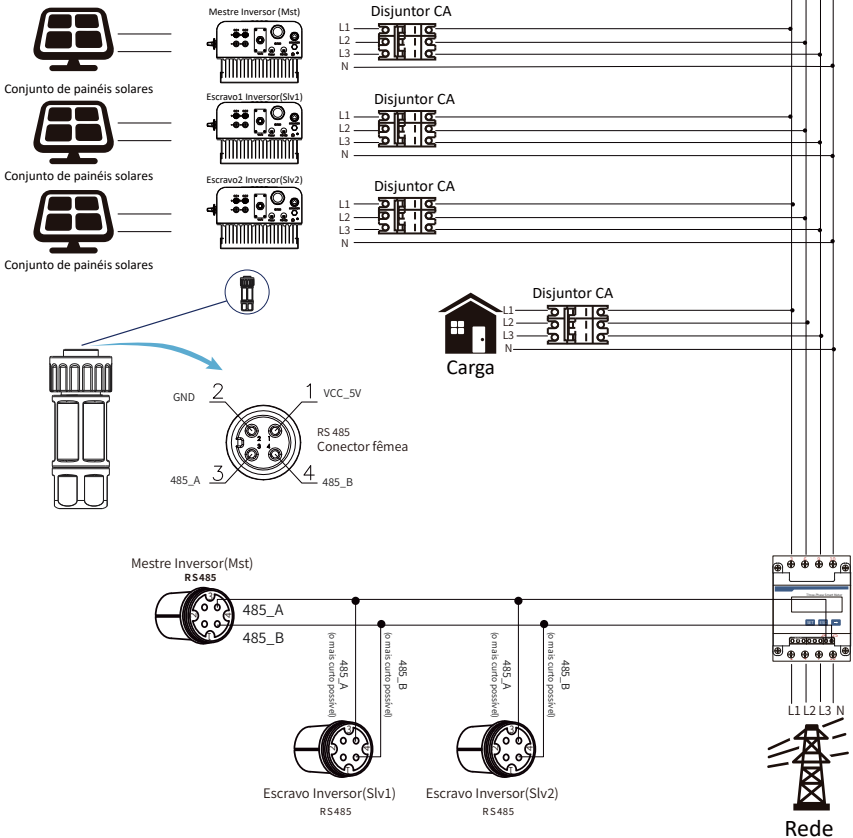 Mestre Inversor (Mst)
Disjuntor CA
L1
L2
L3
N
Conjunto de painéis solares
Escravo1 Inversor(Slv1)
Disjuntor CA
L1
L2
L3
N
Conjunto de painéis solares
Escravo2 Inversor(Slv2)
Disjuntor CA
L1
L2
L3
N
Conjunto de painéis solares
Disjuntor CA
L1
L2
L3
N
Carga
GND 2
1 VCC_5V
2 1
3 4
RS 485
Conector fêmea
485_A 3
4 485_B
Mestre Inversor(Mst)
RS485
485_A
485_B
485_A
(o mais curto possível)
485_B
(o mais curto possível)
485_A
(o mais curto possível)
485_B
(o mais curto possível)
Escravo Inversor(Slv1)
RS485
Escravo Inversor(Slv2)
RS485
L1 L2 L3 N
Rede